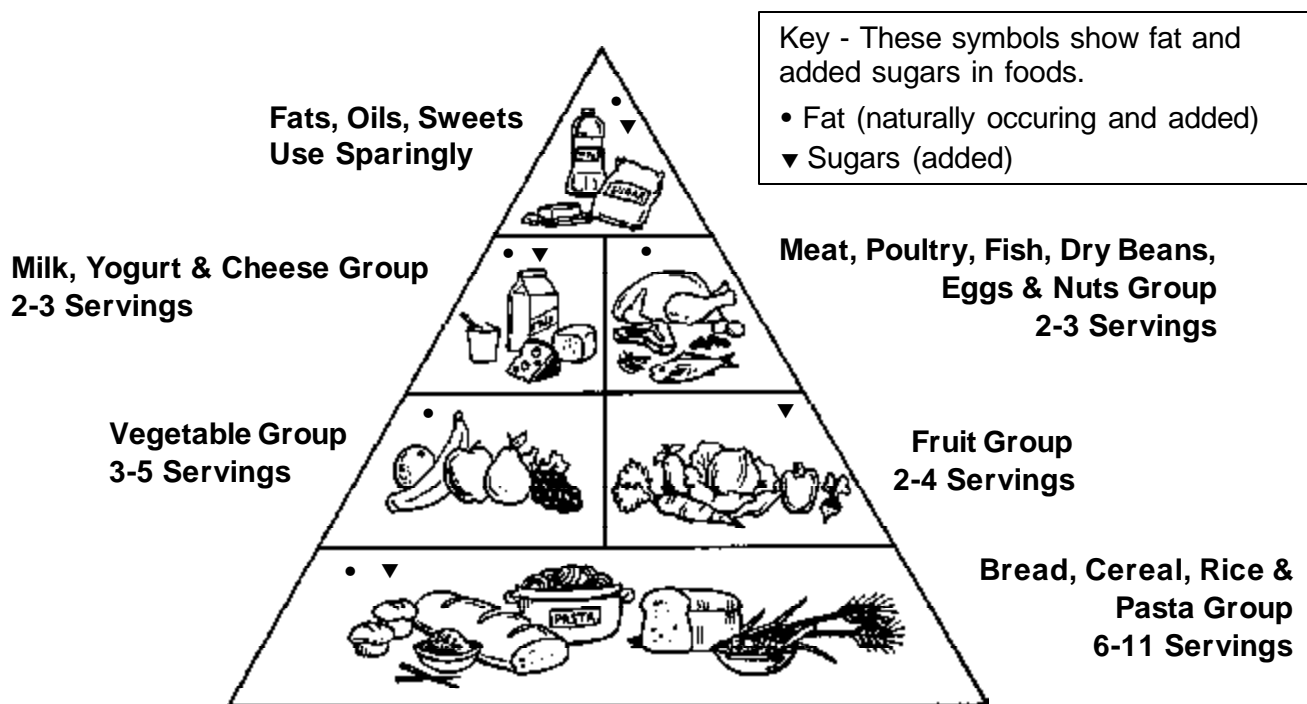 Key - These symbols show fat and
added sugars in foods.
• Fat (naturally occuring and added)
▼ Sugars (added)
Fats, Oils, Sweets
Use Sparingly
SUGAR
Milk, Yogurt & Cheese Group
2-3 Servings
MILK
Meat, Poultry, Fish, Dry Beans,
Eggs & Nuts Group
2-3 Servings
Vegetable Group
3-5 Servings
Fruit Group
2-4 Servings
PASTA
Bread, Cereal, Rice &
Pasta Group
6-11 Servings